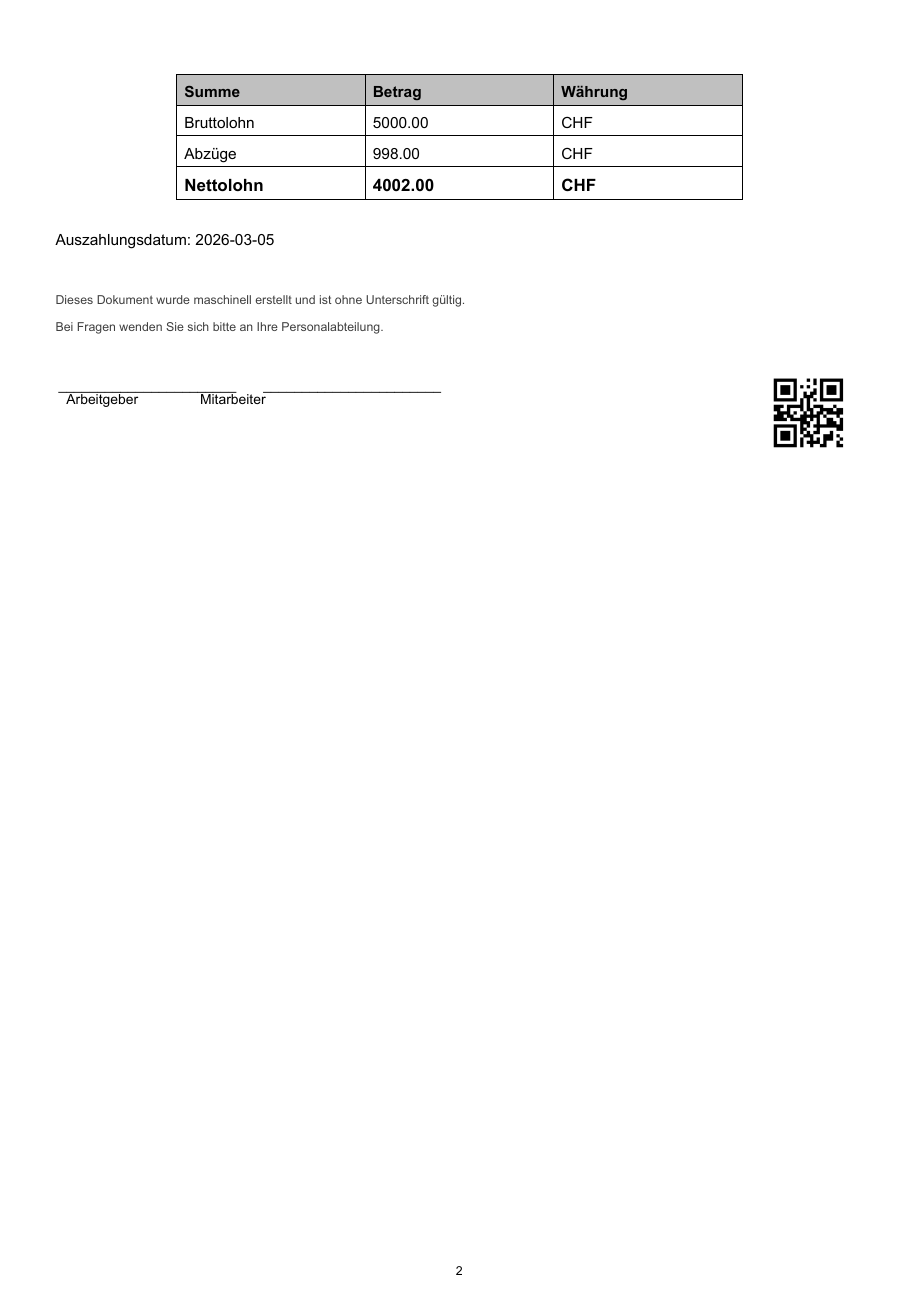 Summe Betrag Währung
Bruttolohn 5000.00 CHF
Abzüge 998.00 CHF
Nettolohn 4002.00 CHF
Auszahlungsdatum: 2026-03-05
Dieses Dokument wurde maschinell erstellt und ist ohne Unterschrift gültig.
Bei Fragen wenden Sie sich bitte an Ihre Personalabteilung.
Arbeitgeber Mitarbeiter
2